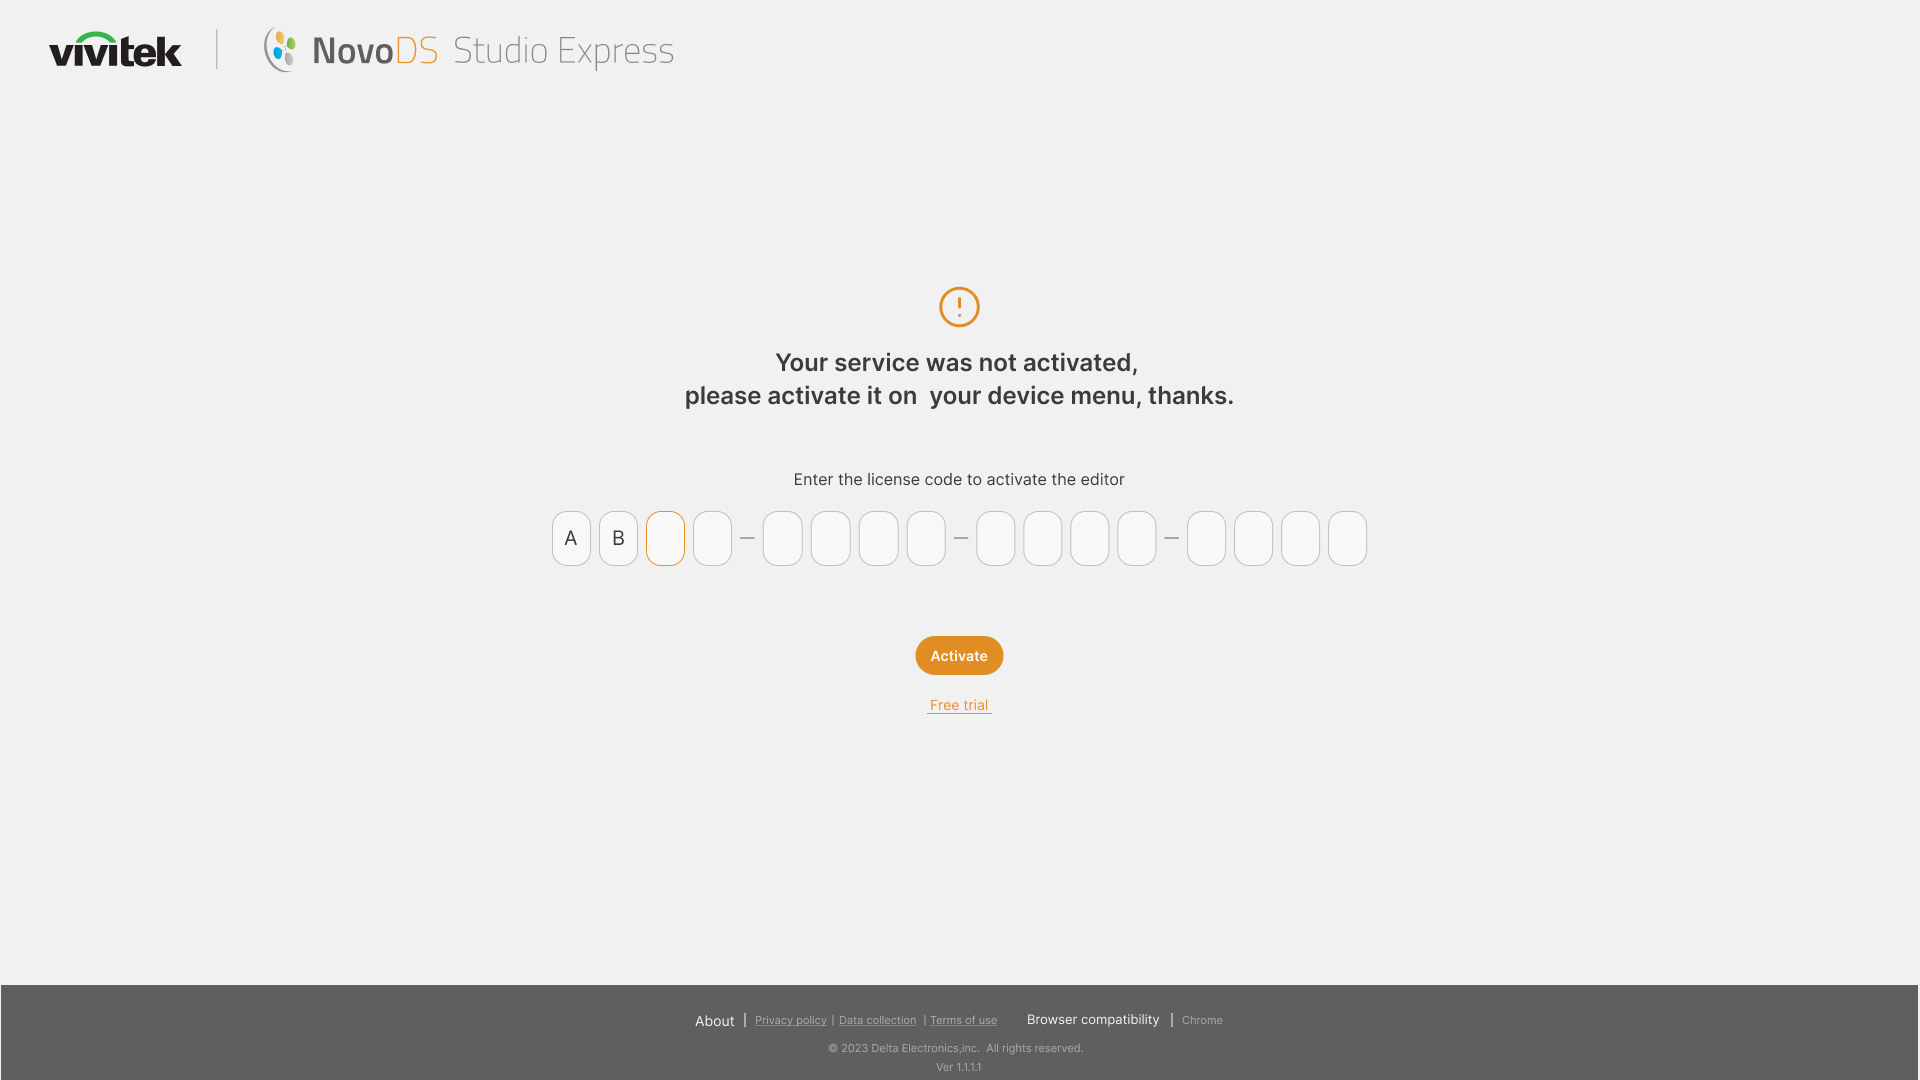 vivitek | NovoDS Studio Express
Your service was not activated,
please activate it on  your device menu, thanks.
Enter the license code to activate the editor
A B – – –
Activate
Free trial
About | Privacy policy | Data collection | Terms of use Browser compatibility | Chrome
© 2023 Delta Electronics,inc.  All rights reserved.
Ver 1.1.1.1